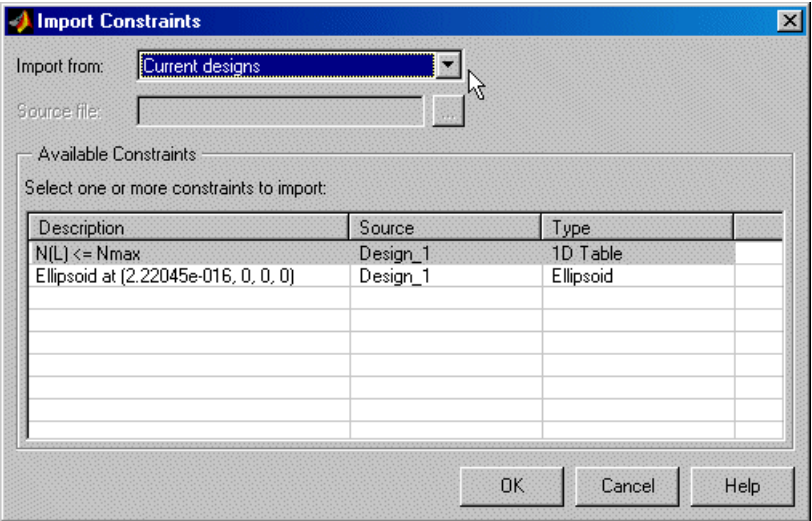 Import Constraints
Import from: Current designs
Source file: ...
Available Constraints
Select one or more constraints to import:
Description Source Type
N(L) <= Nmax Design_1 1D Table
Ellipsoid at (2.22045e-016, 0, 0, 0) Design_1 Ellipsoid
OK Cancel Help